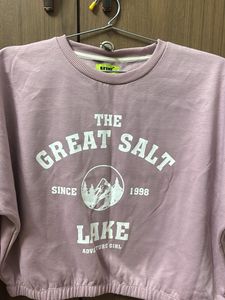 THE
GREAT SALT
SINCE 1998
LAKE
ADVENTURE GIRL